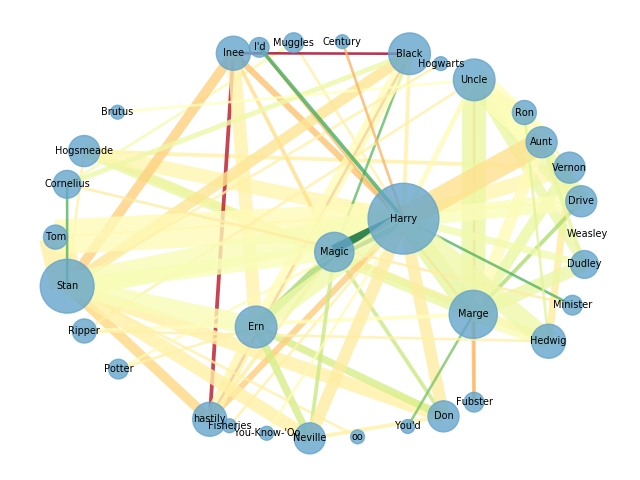 Inee
I'd
Muggles
Century
Black
Hogwarts
Uncle
Brutus
Ron
Aunt
Hogsmeade
Vernon
Cornelius
Drive
Harry
Weasley
Tom
Magic
Dudley
Stan
Minister
Marge
Ern
Ripper
Hedwig
Potter
Fubster
hastily
Don
Fisheries
You'd
You-Know-'Oo
Neville
oo